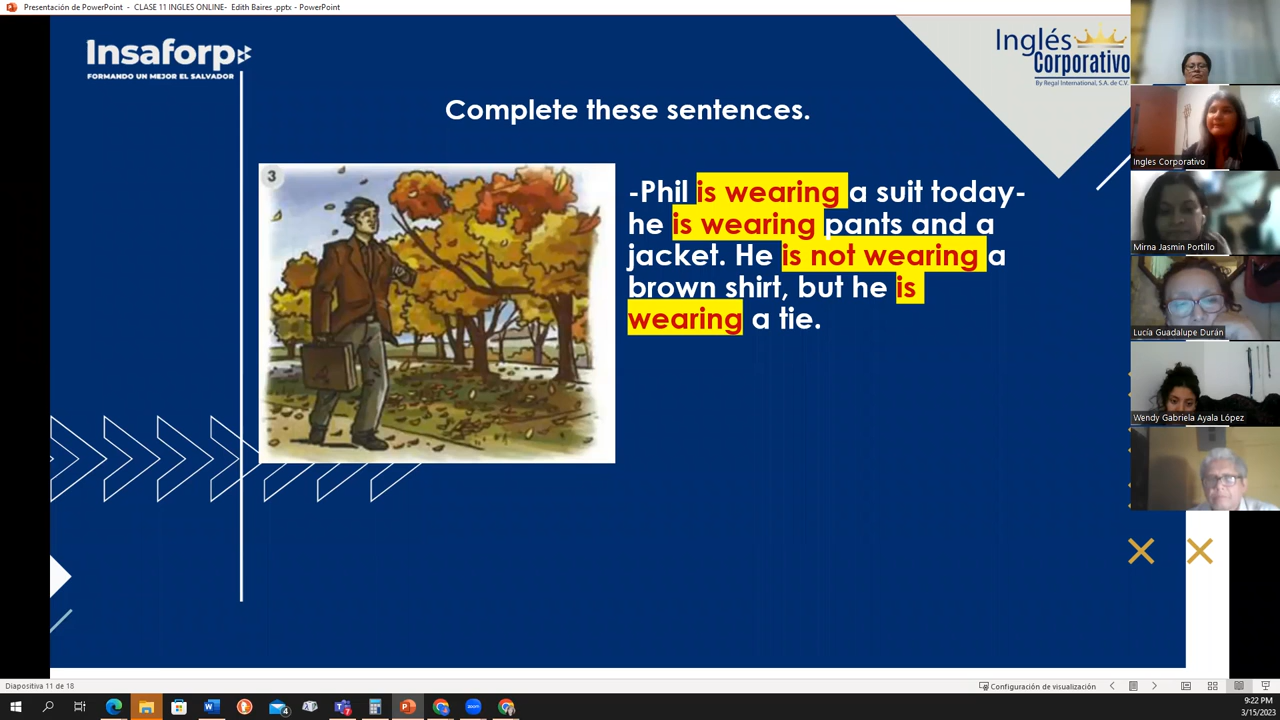 Presentación de PowerPoint - CLASE 11 INGLES ONLINE- Edith Baires .pptx - PowerPoint
Insaforp
FORMANDO UN MEJOR EL SALVADOR
Inglés
Corporativo
By Regal International, S.A. de C.V.
Complete these sentences.
3
-Phil is wearing a suit today-
he is wearing pants and a
jacket. He is not wearing a
brown shirt, but he is
wearing a tie.
Ingles Corporativo
Mirna Jasmin Portillo
Lucía Guadalupe Durán
Wendy Gabriela Ayala López
Diapositiva 11 de 18
Configuración de visualización
9:22 PM
3/15/2023